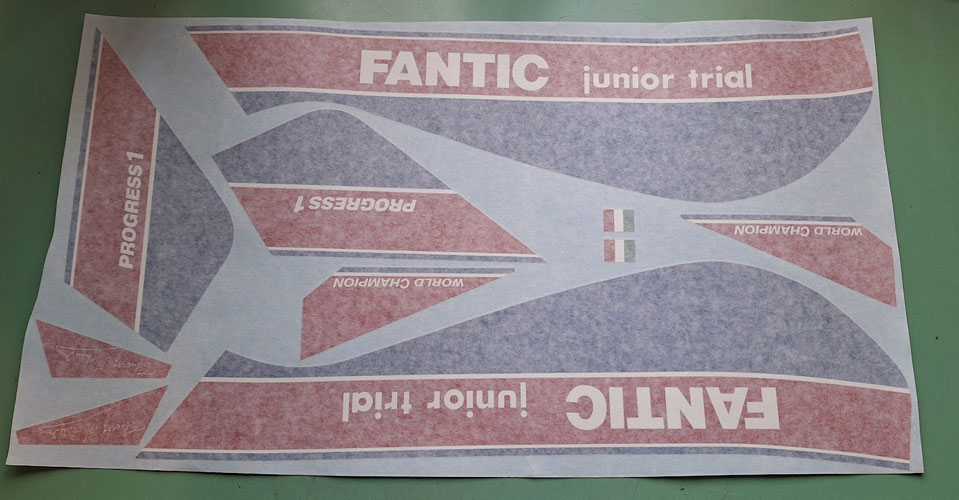 FANTIC junior trial
PROGRESS 1
PROGRESS 1
WORLD CHAMPION
WORLD CHAMPION
FANTIC junior trial